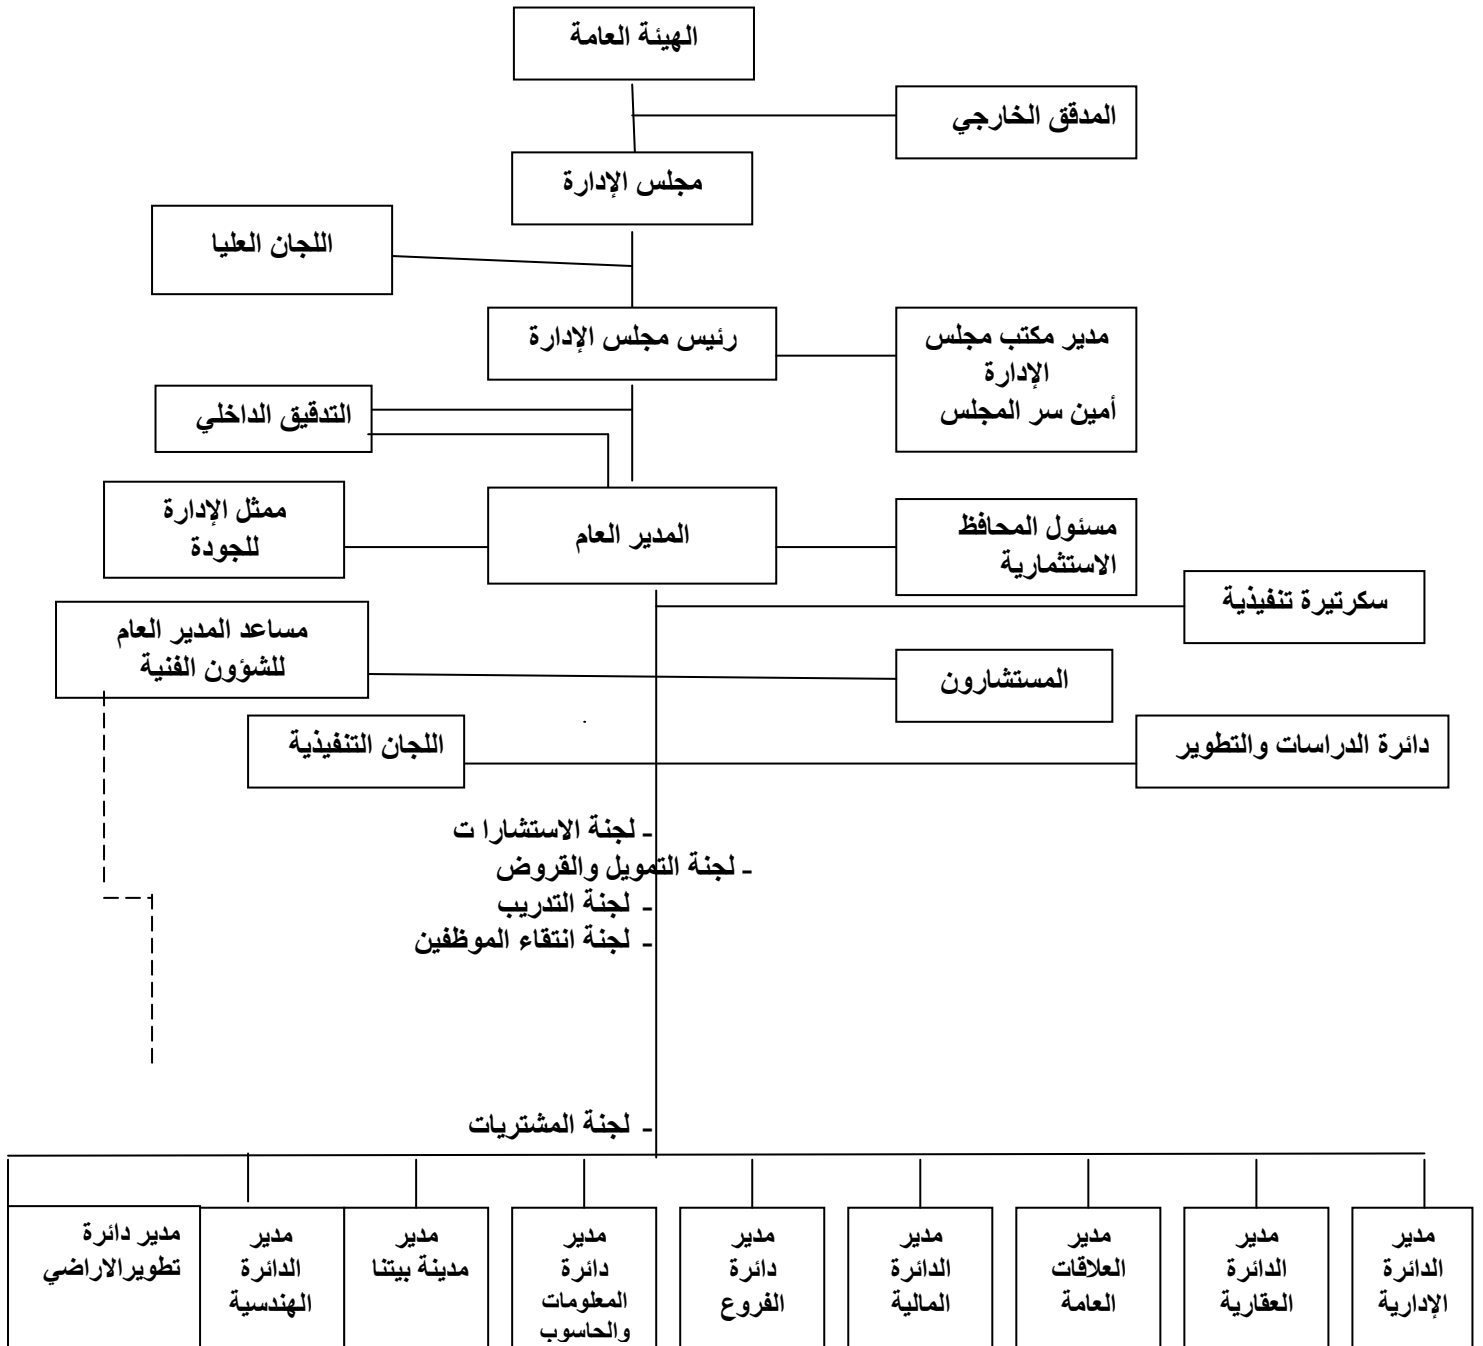 الهيئة العامة
المدقق الخارجي
مجلس الإدارة
اللجان العليا
رئيس مجلس الإدارة
مدير مكتب مجلس
الإدارة
أمين سر المجلس
التدقيق الداخلي
ممثل الإدارة
للجودة
المدير العام
مسئول المحافظ
الاستثمارية
سكرتيرة تنفيذية
مساعد المدير العام
للشؤون الفنية
المستشارون
دائرة الدراسات والتطوير
اللجان التنفيذية
- لجنة الاستشارا ت
- لجنة التمويل والقروض
- لجنة التدريب
- لجنة انتقاء الموظفين
- لجنة المشتريات
مدير
الدائرة
الإدارية
مدير
الدائرة
العقارية
مدير
العلاقات
العامة
مدير
الدائرة
المالية
مدير
دائرة
الفروع
مدير
دائرة
المعلومات
والحاسوب
مدير
مدينة بيتنا
مدير
الدائرة
الهندسية
مدير دائرة
تطويرالاراضي